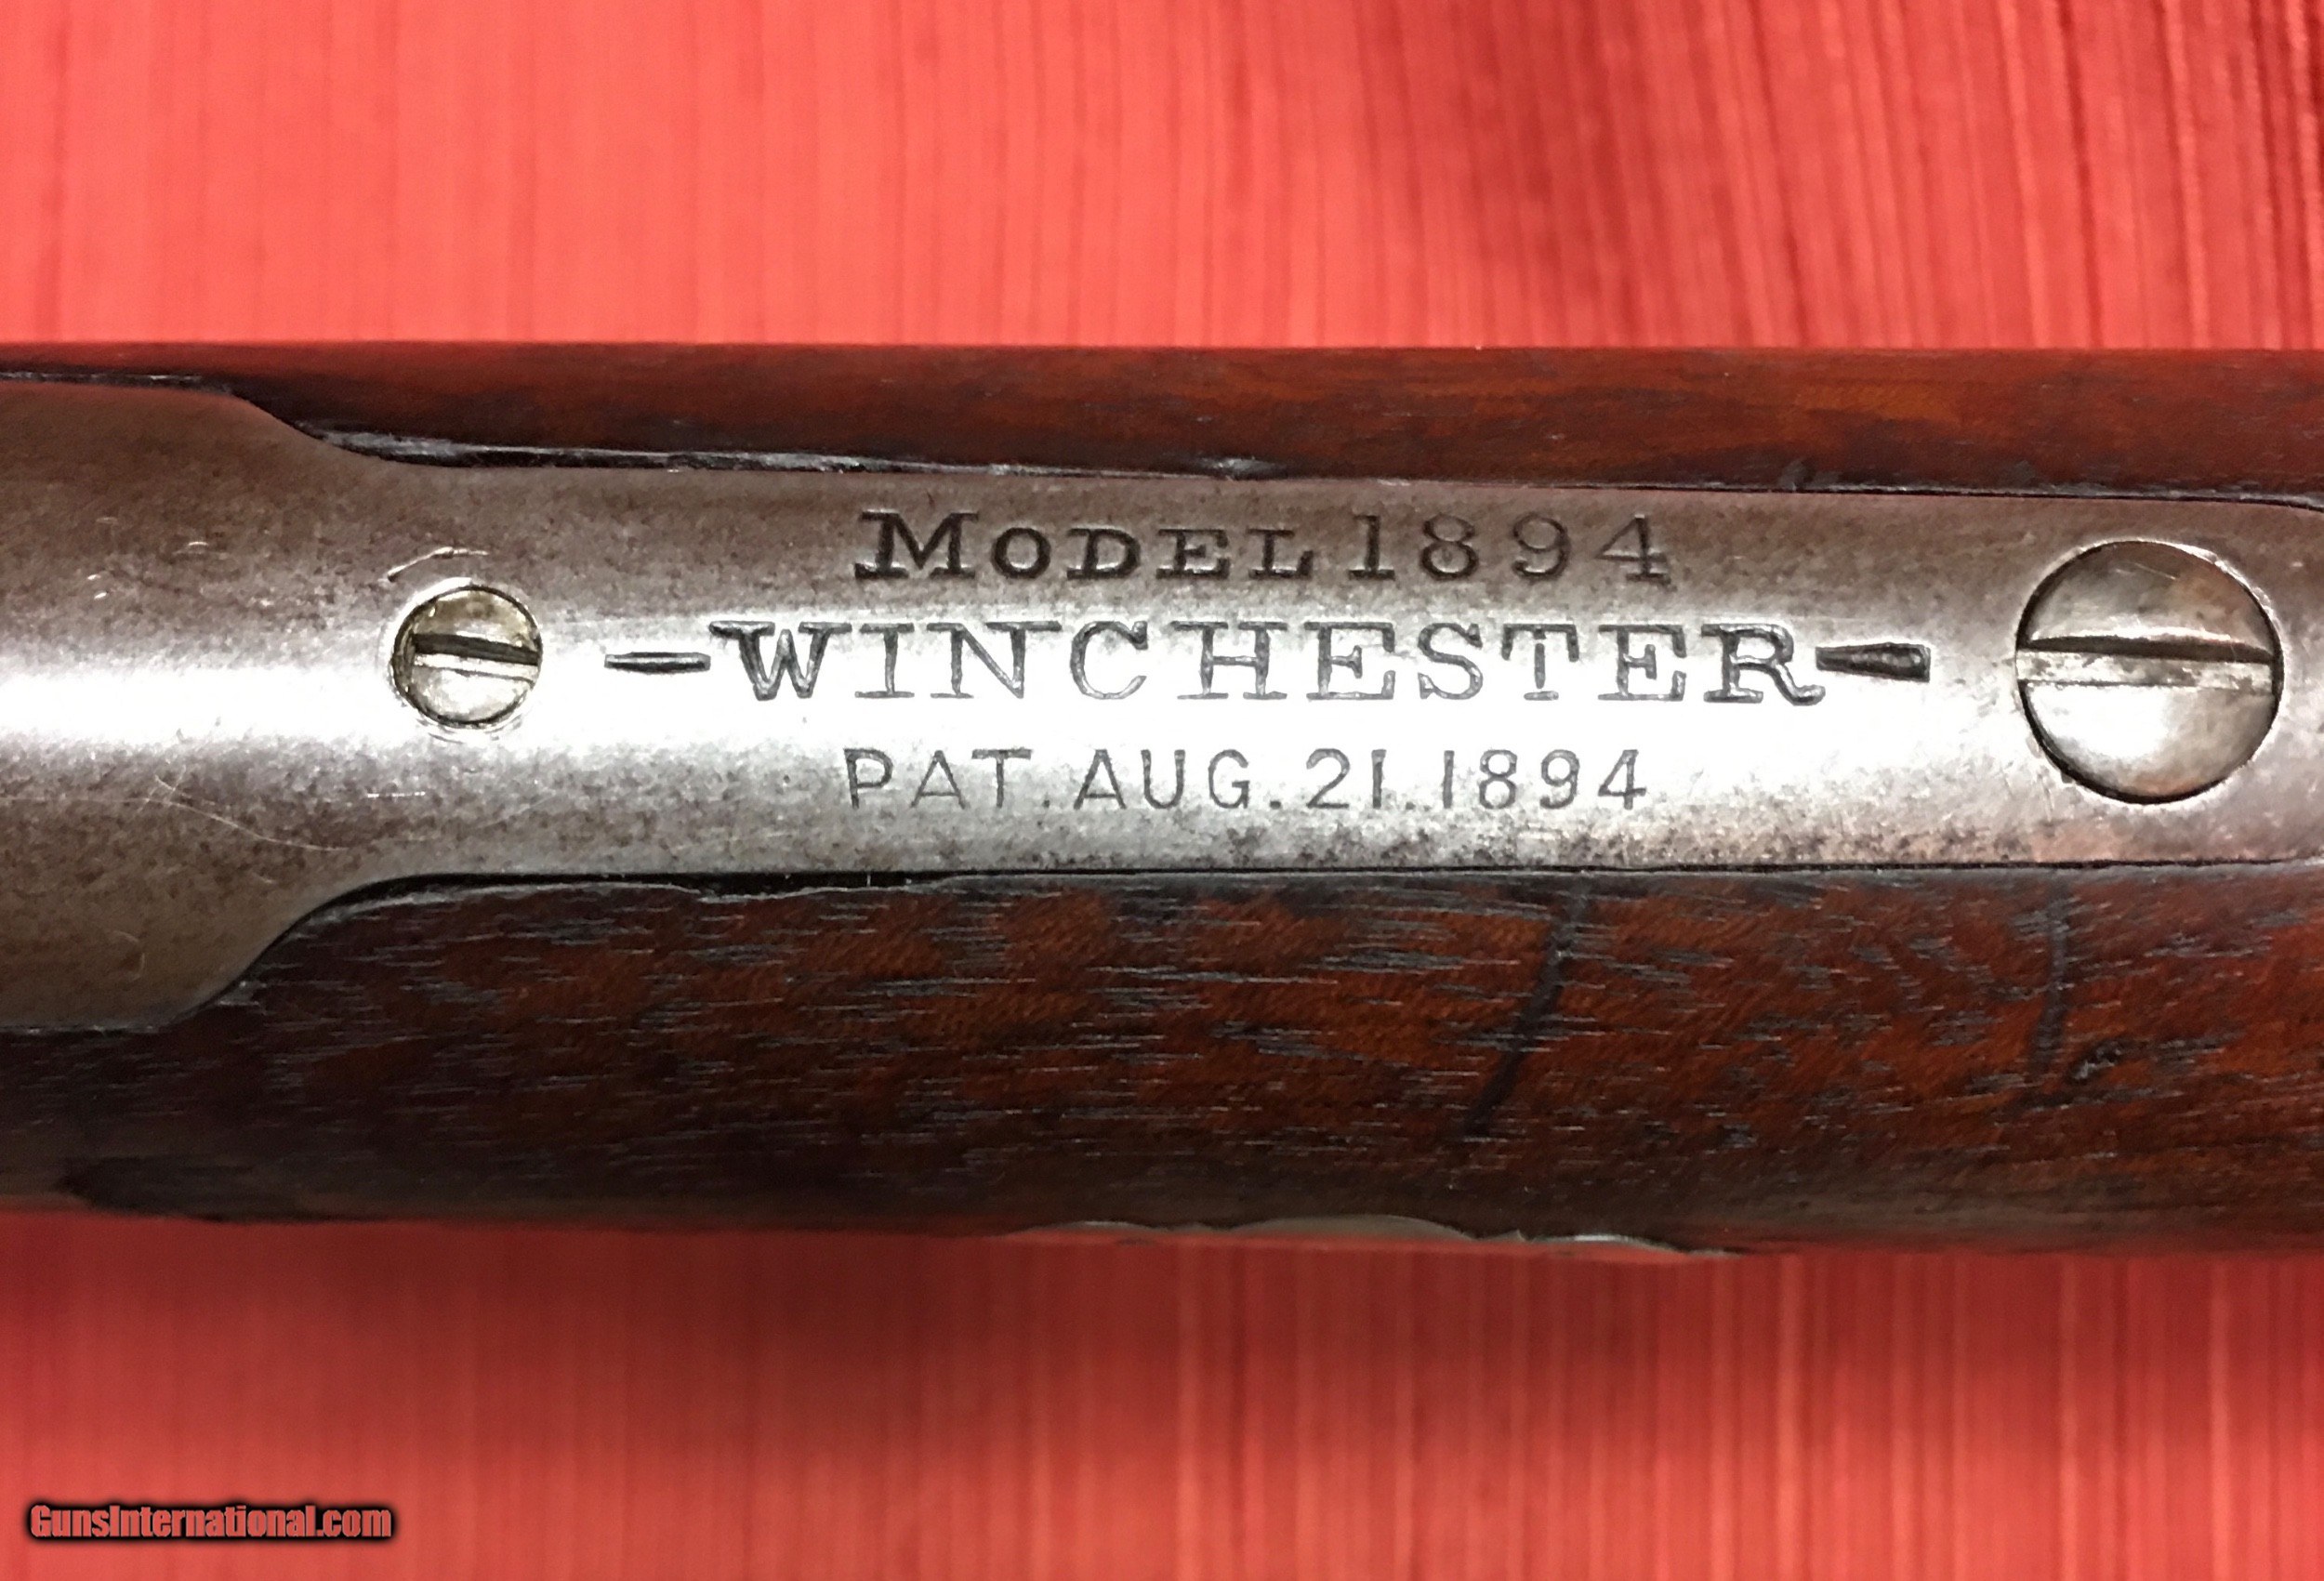 MODEL 1894
-WINCHESTER-
PAT. AUG. 21. 1894
GunsInternational.com